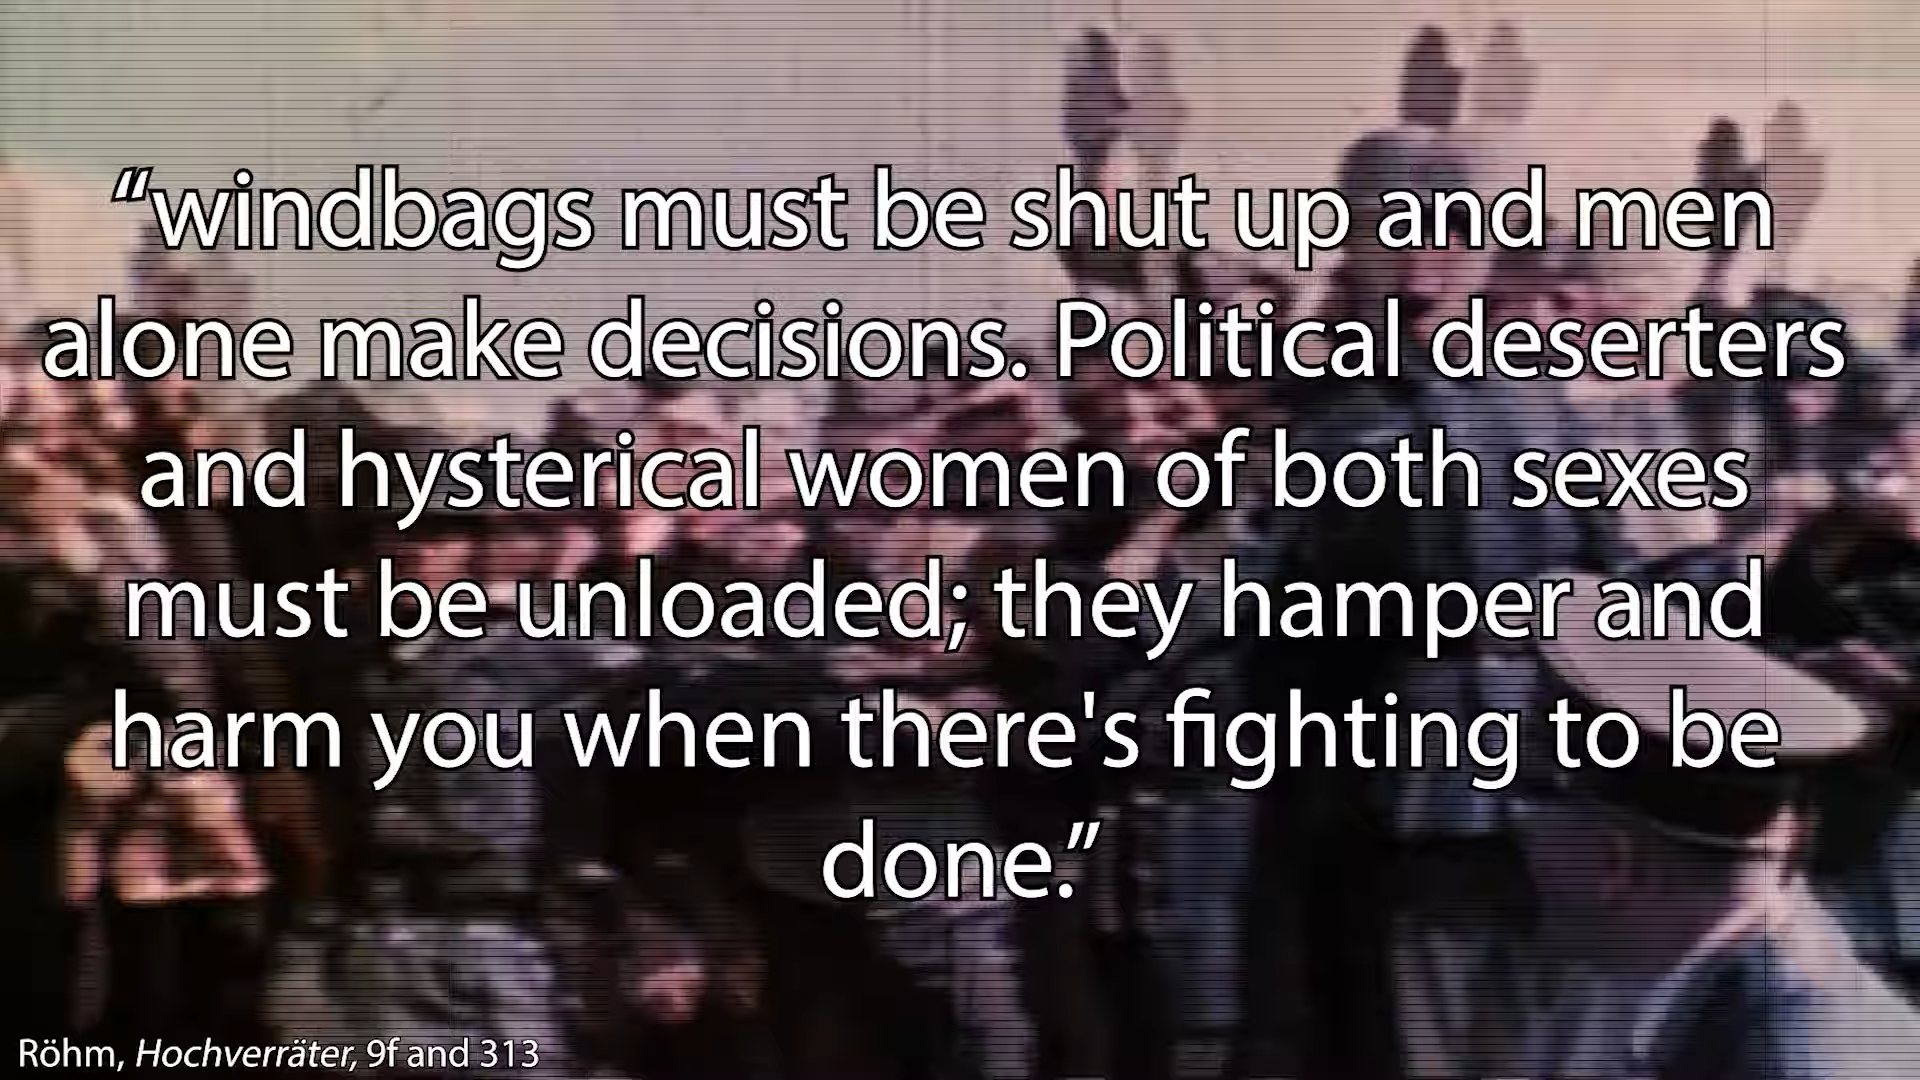 “windbags must be shut up and men
alone make decisions. Political deserters
and hysterical women of both sexes
must be unloaded; they hamper and
harm you when there's fighting to be
done.”
Röhm, Hochverräter, 9f and 313